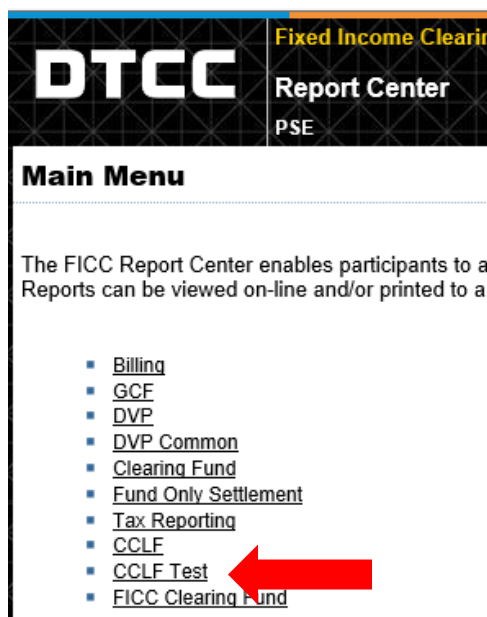 DTCC
Fixed Income Clearin
Report Center
PSE
Main Menu
The FICC Report Center enables participants to a
Reports can be viewed on-line and/or printed to a
Billing
GCF
DVP
DVP Common
Clearing Fund
Fund Only Settlement
Tax Reporting
CCLF
CCLF Test
FICC Clearing Fund